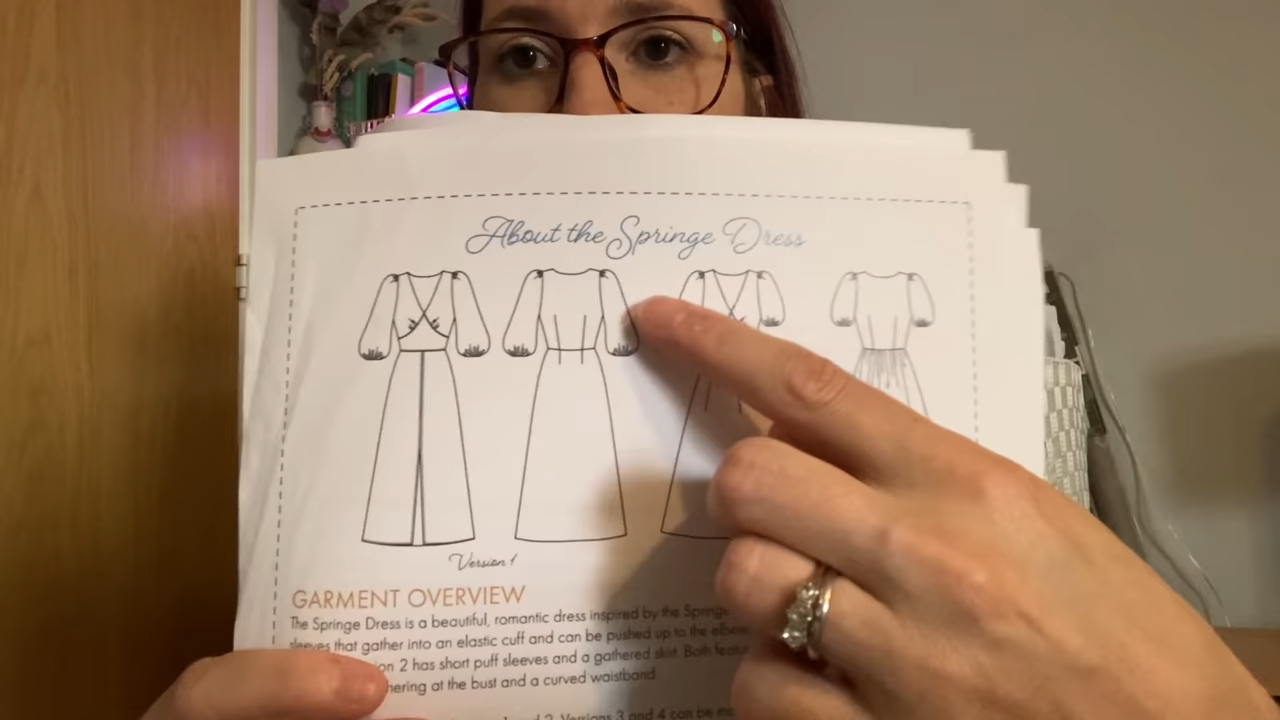 About the Springe Dress
Version 1
GARMENT OVERVIEW
The Springe Dress is a beautiful, romantic dress inspired by the Springe
sleeves that gather into an elastic cuff and can be pushed up to the elbow
2 has short puff sleeves and a gathered skirt. Both
at the bust and a curved waistband
and 2. Versions 3 and 4 can be